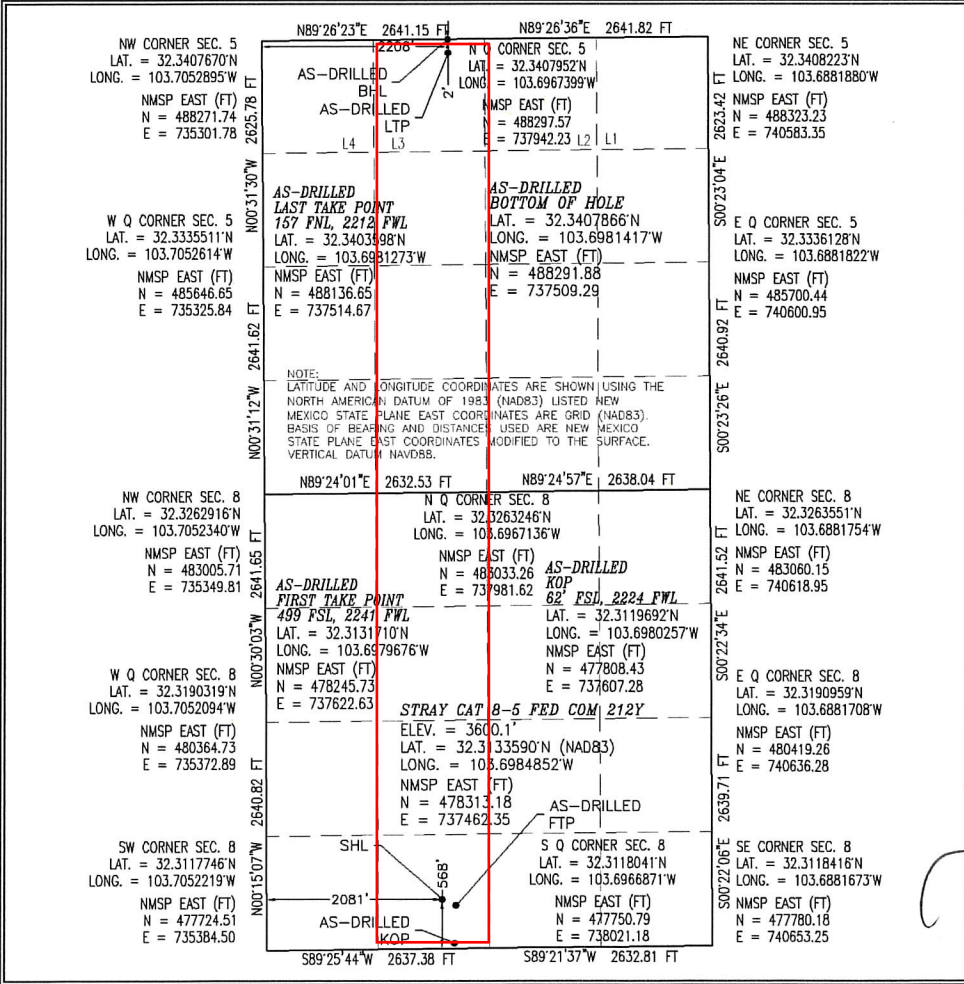 N89°26'23"E 2641.15 FT
N89°26'36"E 2641.82 FT
2208'
NW CORNER SEC. 5
LAT. = 32.3407670°N
LONG. = 103.7052895°W
NMSP EAST (FT)
N = 488271.74
E = 735301.78
2625.78 FT
N00°31'30"W
AS-DRILLED
BHL
AS-DRILLED
LTP
2'
N Q CORNER SEC. 5
LAT. = 32.3407952°N
LONG. = 103.6967399°W
NMSP EAST (FT)
N = 488297.57
E = 737942.23
L4 L3 L2 L1
NE CORNER SEC. 5
LAT. = 32.3408223°N
LONG. = 103.6881880°W
NMSP EAST (FT)
N = 488323.23
E = 740583.35
2623.42 FT
S00°23'04"E
AS-DRILLED
LAST TAKE POINT
157 FNL, 2212 FWL
LAT. = 32.3403598°N
LONG. = 103.6981273°W
NMSP EAST (FT)
N = 488136.65
E = 737514.67
AS-DRILLED
BOTTOM OF HOLE
LAT. = 32.3407866°N
LONG. = 103.6981417°W
NMSP EAST (FT)
N = 488291.88
E = 737509.29
W Q CORNER SEC. 5
LAT. = 32.3335511°N
LONG. = 103.7052614°W
NMSP EAST (FT)
N = 485646.65
E = 735325.84
2641.62 FT
N00°31'12"W
E Q CORNER SEC. 5
LAT. = 32.3336128°N
LONG. = 103.6881822°W
NMSP EAST (FT)
N = 485700.44
E = 740600.95
2640.92 FT
S00°23'26"E
NOTE:
LATITUDE AND LONGITUDE COORDINATES ARE SHOWN USING THE
NORTH AMERICAN DATUM OF 1983 (NAD83) LISTED NEW
MEXICO STATE PLANE EAST COORDINATES ARE GRID (NAD83).
BASIS OF BEARING AND DISTANCES USED ARE NEW MEXICO
STATE PLANE EAST COORDINATES MODIFIED TO THE SURFACE.
VERTICAL DATUM NAVD88.
N89°24'01"E 2632.53 FT
N89°24'57"E 2638.04 FT
NW CORNER SEC. 8
LAT. = 32.3262916°N
LONG. = 103.7052340°W
NMSP EAST (FT)
N = 483005.71
E = 735349.81
2641.65 FT
N00°30'03"W
N Q CORNER SEC. 8
LAT. = 32.3263246°N
LONG. = 103.6967136°W
NMSP EAST (FT)
N = 483033.26
E = 737981.62
NE CORNER SEC. 8
LAT. = 32.3263551°N
LONG. = 103.6881754°W
NMSP EAST (FT)
N = 483060.15
E = 740618.95
2641.52 FT
S00°22'34"E
AS-DRILLED
FIRST TAKE POINT
499 FSL, 2241 FWL
LAT. = 32.3131710°N
LONG. = 103.6979676°W
NMSP EAST (FT)
N = 478245.73
E = 737622.63
AS-DRILLED
KOP
62' FSL, 2224 FWL
LAT. = 32.3119692°N
LONG. = 103.6980257°W
NMSP EAST (FT)
N = 477808.43
E = 737607.28
W Q CORNER SEC. 8
LAT. = 32.3190319°N
LONG. = 103.7052094°W
NMSP EAST (FT)
N = 480364.73
E = 735372.89
2640.82 FT
N00°15'07"W
E Q CORNER SEC. 8
LAT. = 32.3190959°N
LONG. = 103.6881708°W
NMSP EAST (FT)
N = 480419.26
E = 740636.28
2639.71 FT
S00°22'06"E
STRAY CAT 8-5 FED COM 212Y
ELEV. = 3600.1'
LAT. = 32.3133590°N (NAD83)
LONG. = 103.6984852°W
NMSP EAST (FT)
N = 478313.18
E = 737462.35
AS-DRILLED
FTP
SHL
568'
2081'
AS-DRILLED
KOP
SW CORNER SEC. 8
LAT. = 32.3117746°N
LONG. = 103.7052219°W
NMSP EAST (FT)
N = 477724.51
E = 735384.50
S Q CORNER SEC. 8
LAT. = 32.3118041°N
LONG. = 103.6966871°W
NMSP EAST (FT)
N = 477750.79
E = 738021.18
SE CORNER SEC. 8
LAT. = 32.3118416°N
LONG. = 103.6881673°W
NMSP EAST (FT)
N = 477780.18
E = 740653.25
S89°25'44"W 2637.38 FT
S89°21'37"W 2632.81 FT